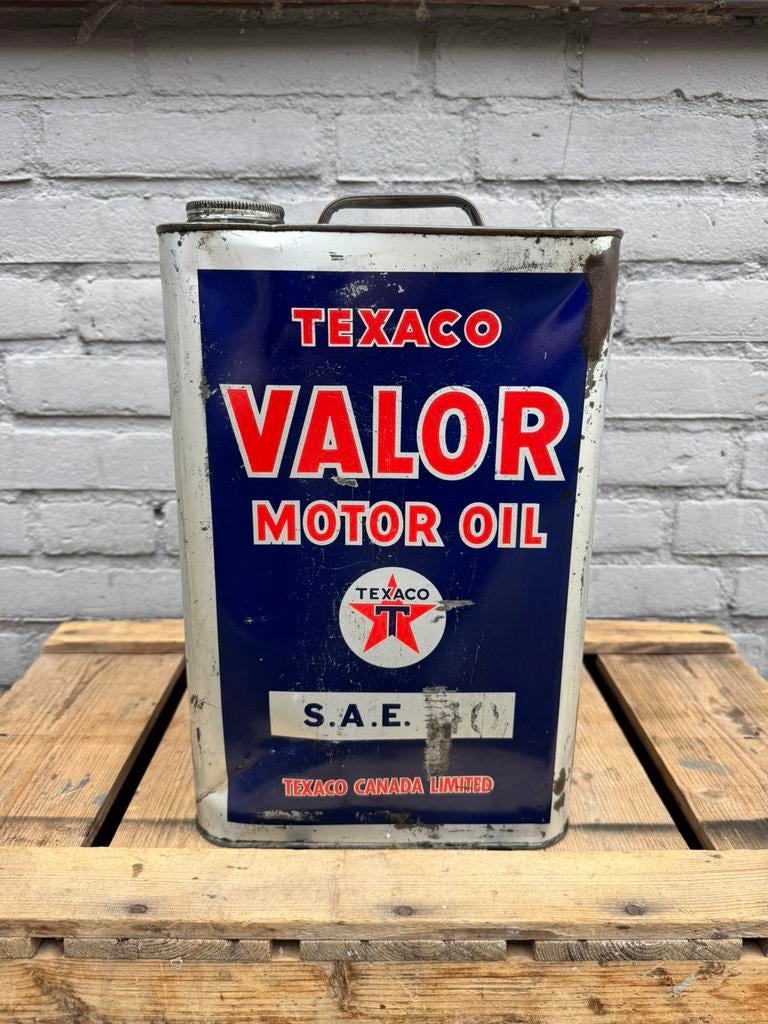 TEXACO
VALOR
MOTOR OIL
TEXACO
T
S.A.E.
TEXACO CANADA LIMITED